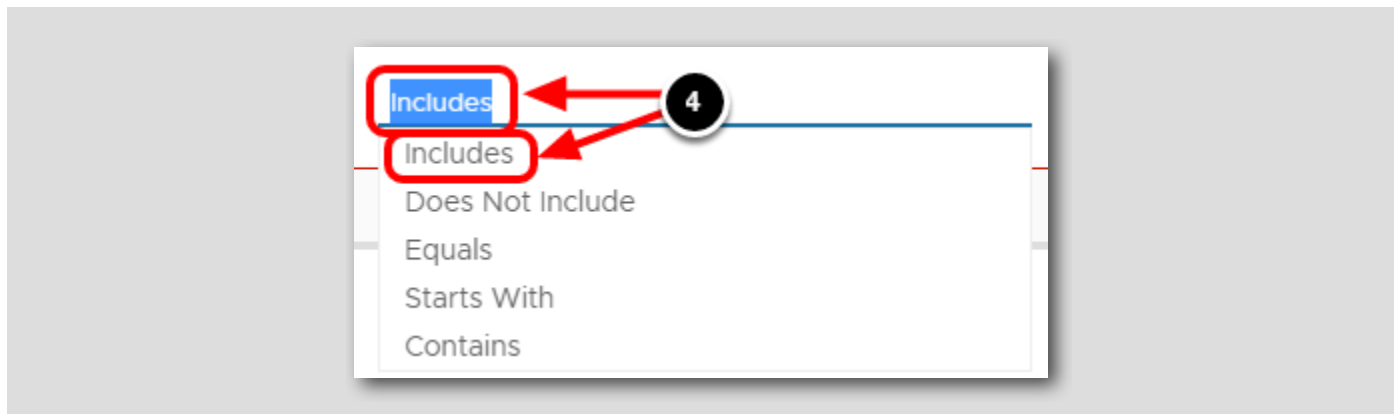 Includes
4
Includes
Does Not Include
Equals
Starts With
Contains